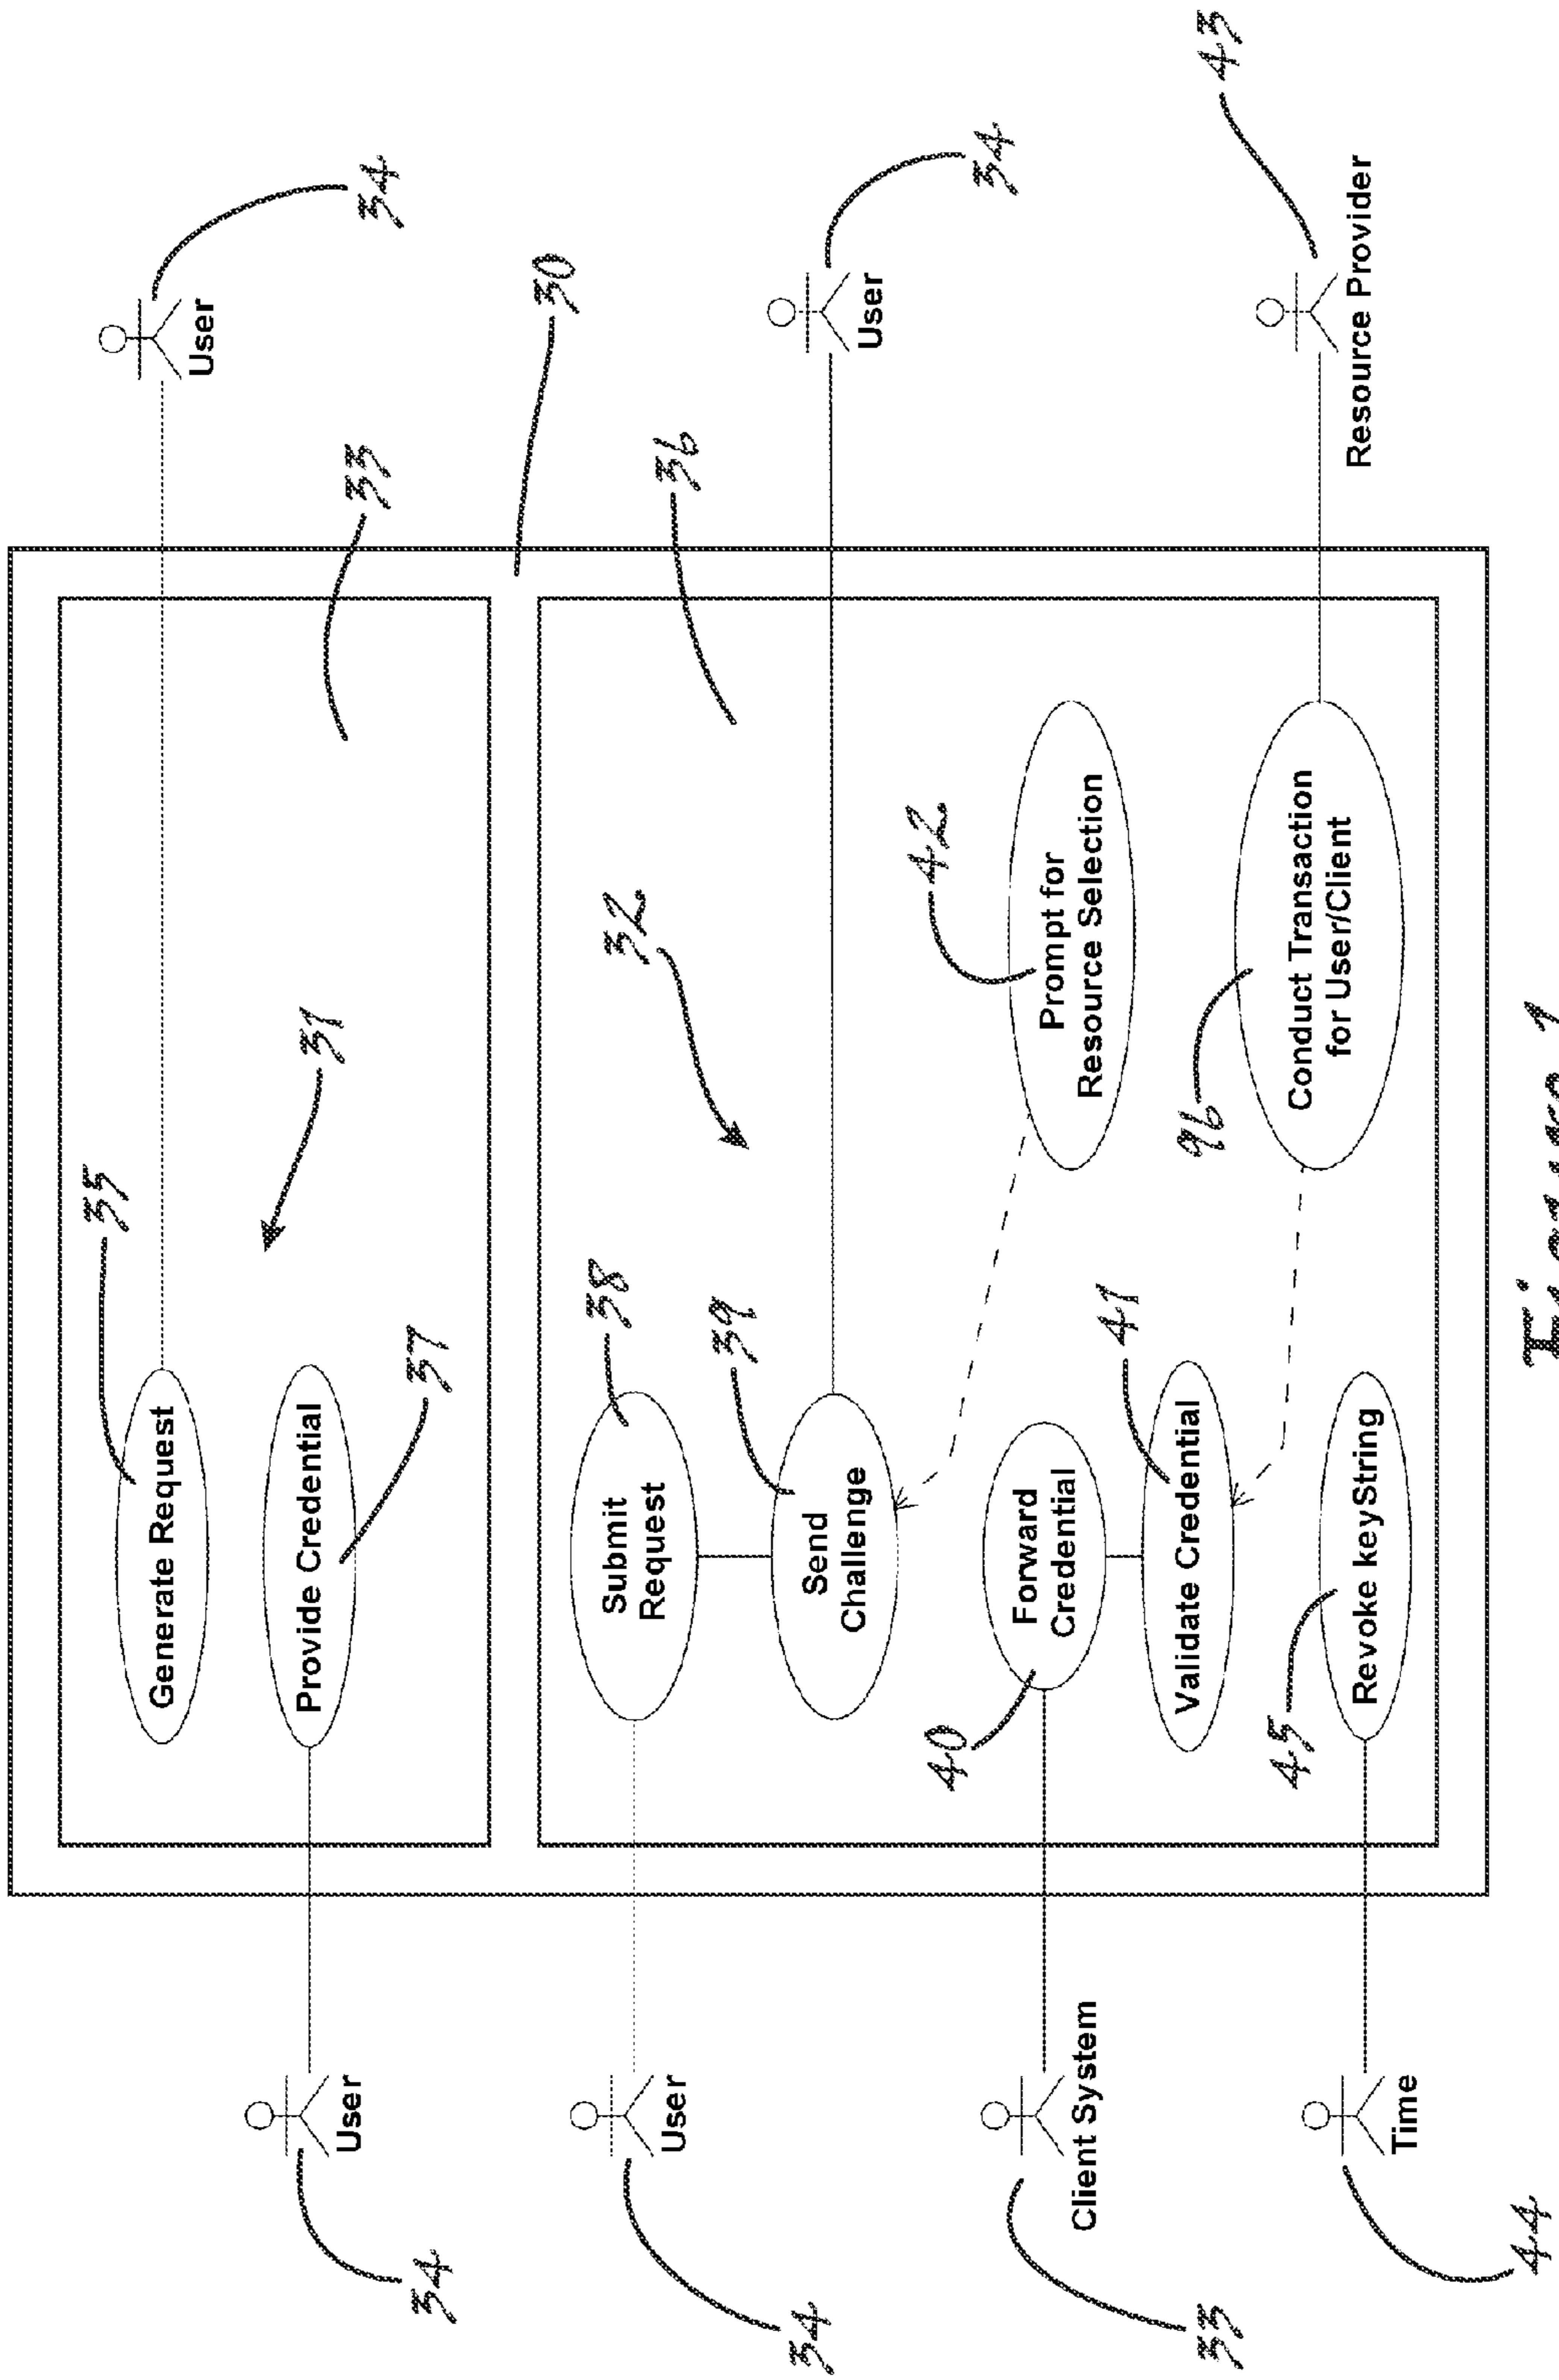 35
34
Generate Request
User
31
33
Provide Credential
User
34
37
30
38
32
36
Submit
Request
User
34
39
Send
Challenge
User
34
42
40
Forward
Credential
Prompt for
Resource Selection
Client System
33
41
Validate Credential
96
43
45
Conduct Transaction
for User/Client
Revoke keyString
Resource Provider
Time
44
Figure 1